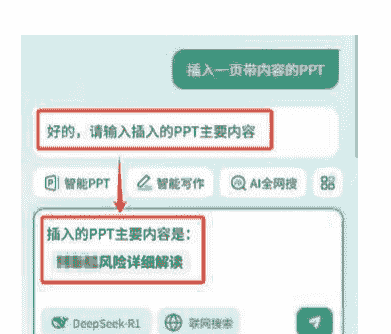 插入一页带内容的PPT
好的，请输入插入的PPT主要内容
智能PPT 智能写作 AI全网搜
插入的PPT主要内容是：
风险详细解读
DeepSeek-R1 联网搜索